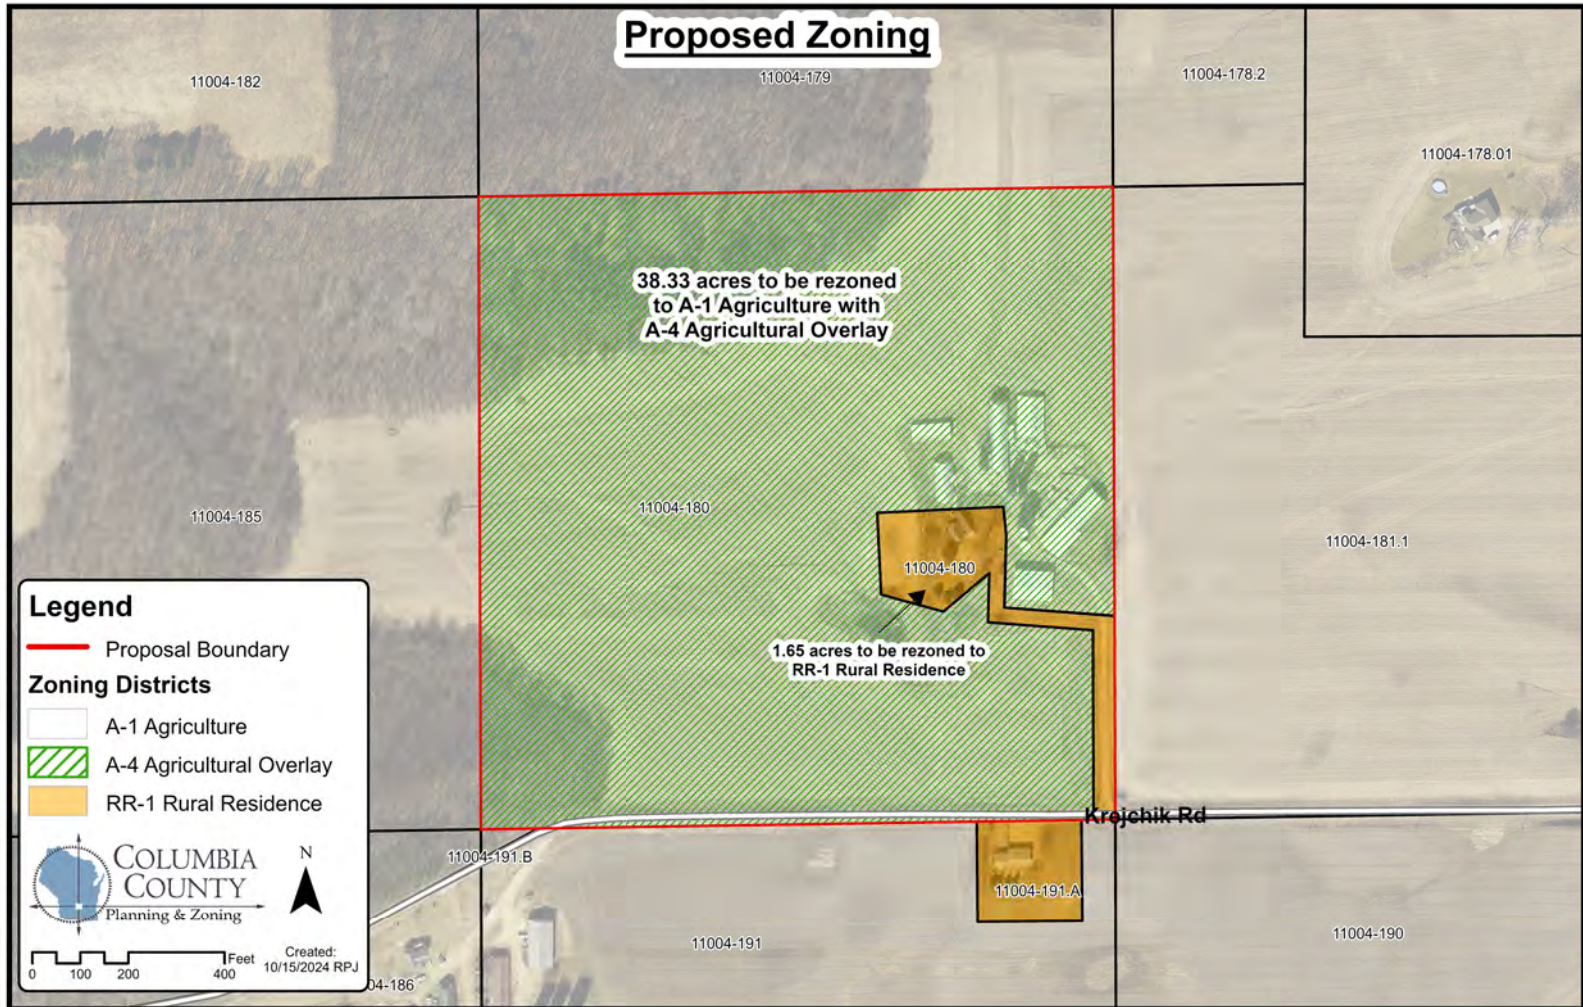 Proposed Zoning
11004-182
11004-179
11004-178.2
11004-178.01
38.33 acres to be rezoned
to A-1 Agriculture with
A-4 Agricultural Overlay
11004-185
11004-180
11004-181.1
11004-180
1.65 acres to be rezoned to
RR-1 Rural Residence
Krejchik Rd
11004-191.B
11004-191.A
11004-191
11004-190
04-186
Legend
Proposal Boundary
Zoning Districts
A-1 Agriculture
A-4 Agricultural Overlay
RR-1 Rural Residence
COLUMBIA
COUNTY
Planning & Zoning
N
Feet
0 100 200 400
Created:
10/15/2024 RPJ